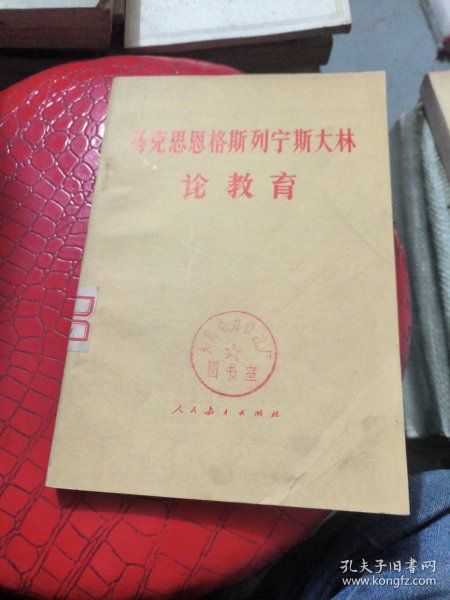 马克思恩格斯列宁斯大林
论教育
图书室
人民教育出版社
孔夫子旧书网
www.kongfz.com